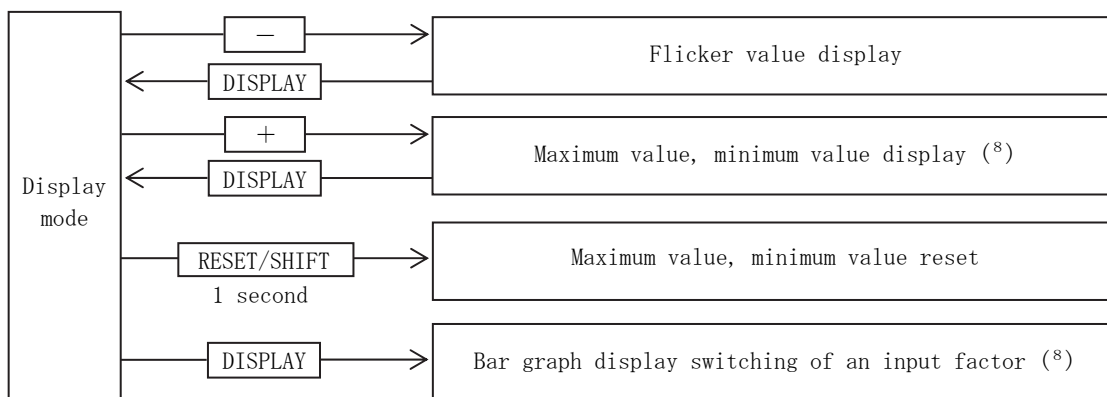 −
Flicker value display
DISPLAY
+
Maximum value, minimum value display (⁸)
DISPLAY
Display
mode
RESET/SHIFT
Maximum value, minimum value reset
1 second
DISPLAY
Bar graph display switching of an input factor (⁸)